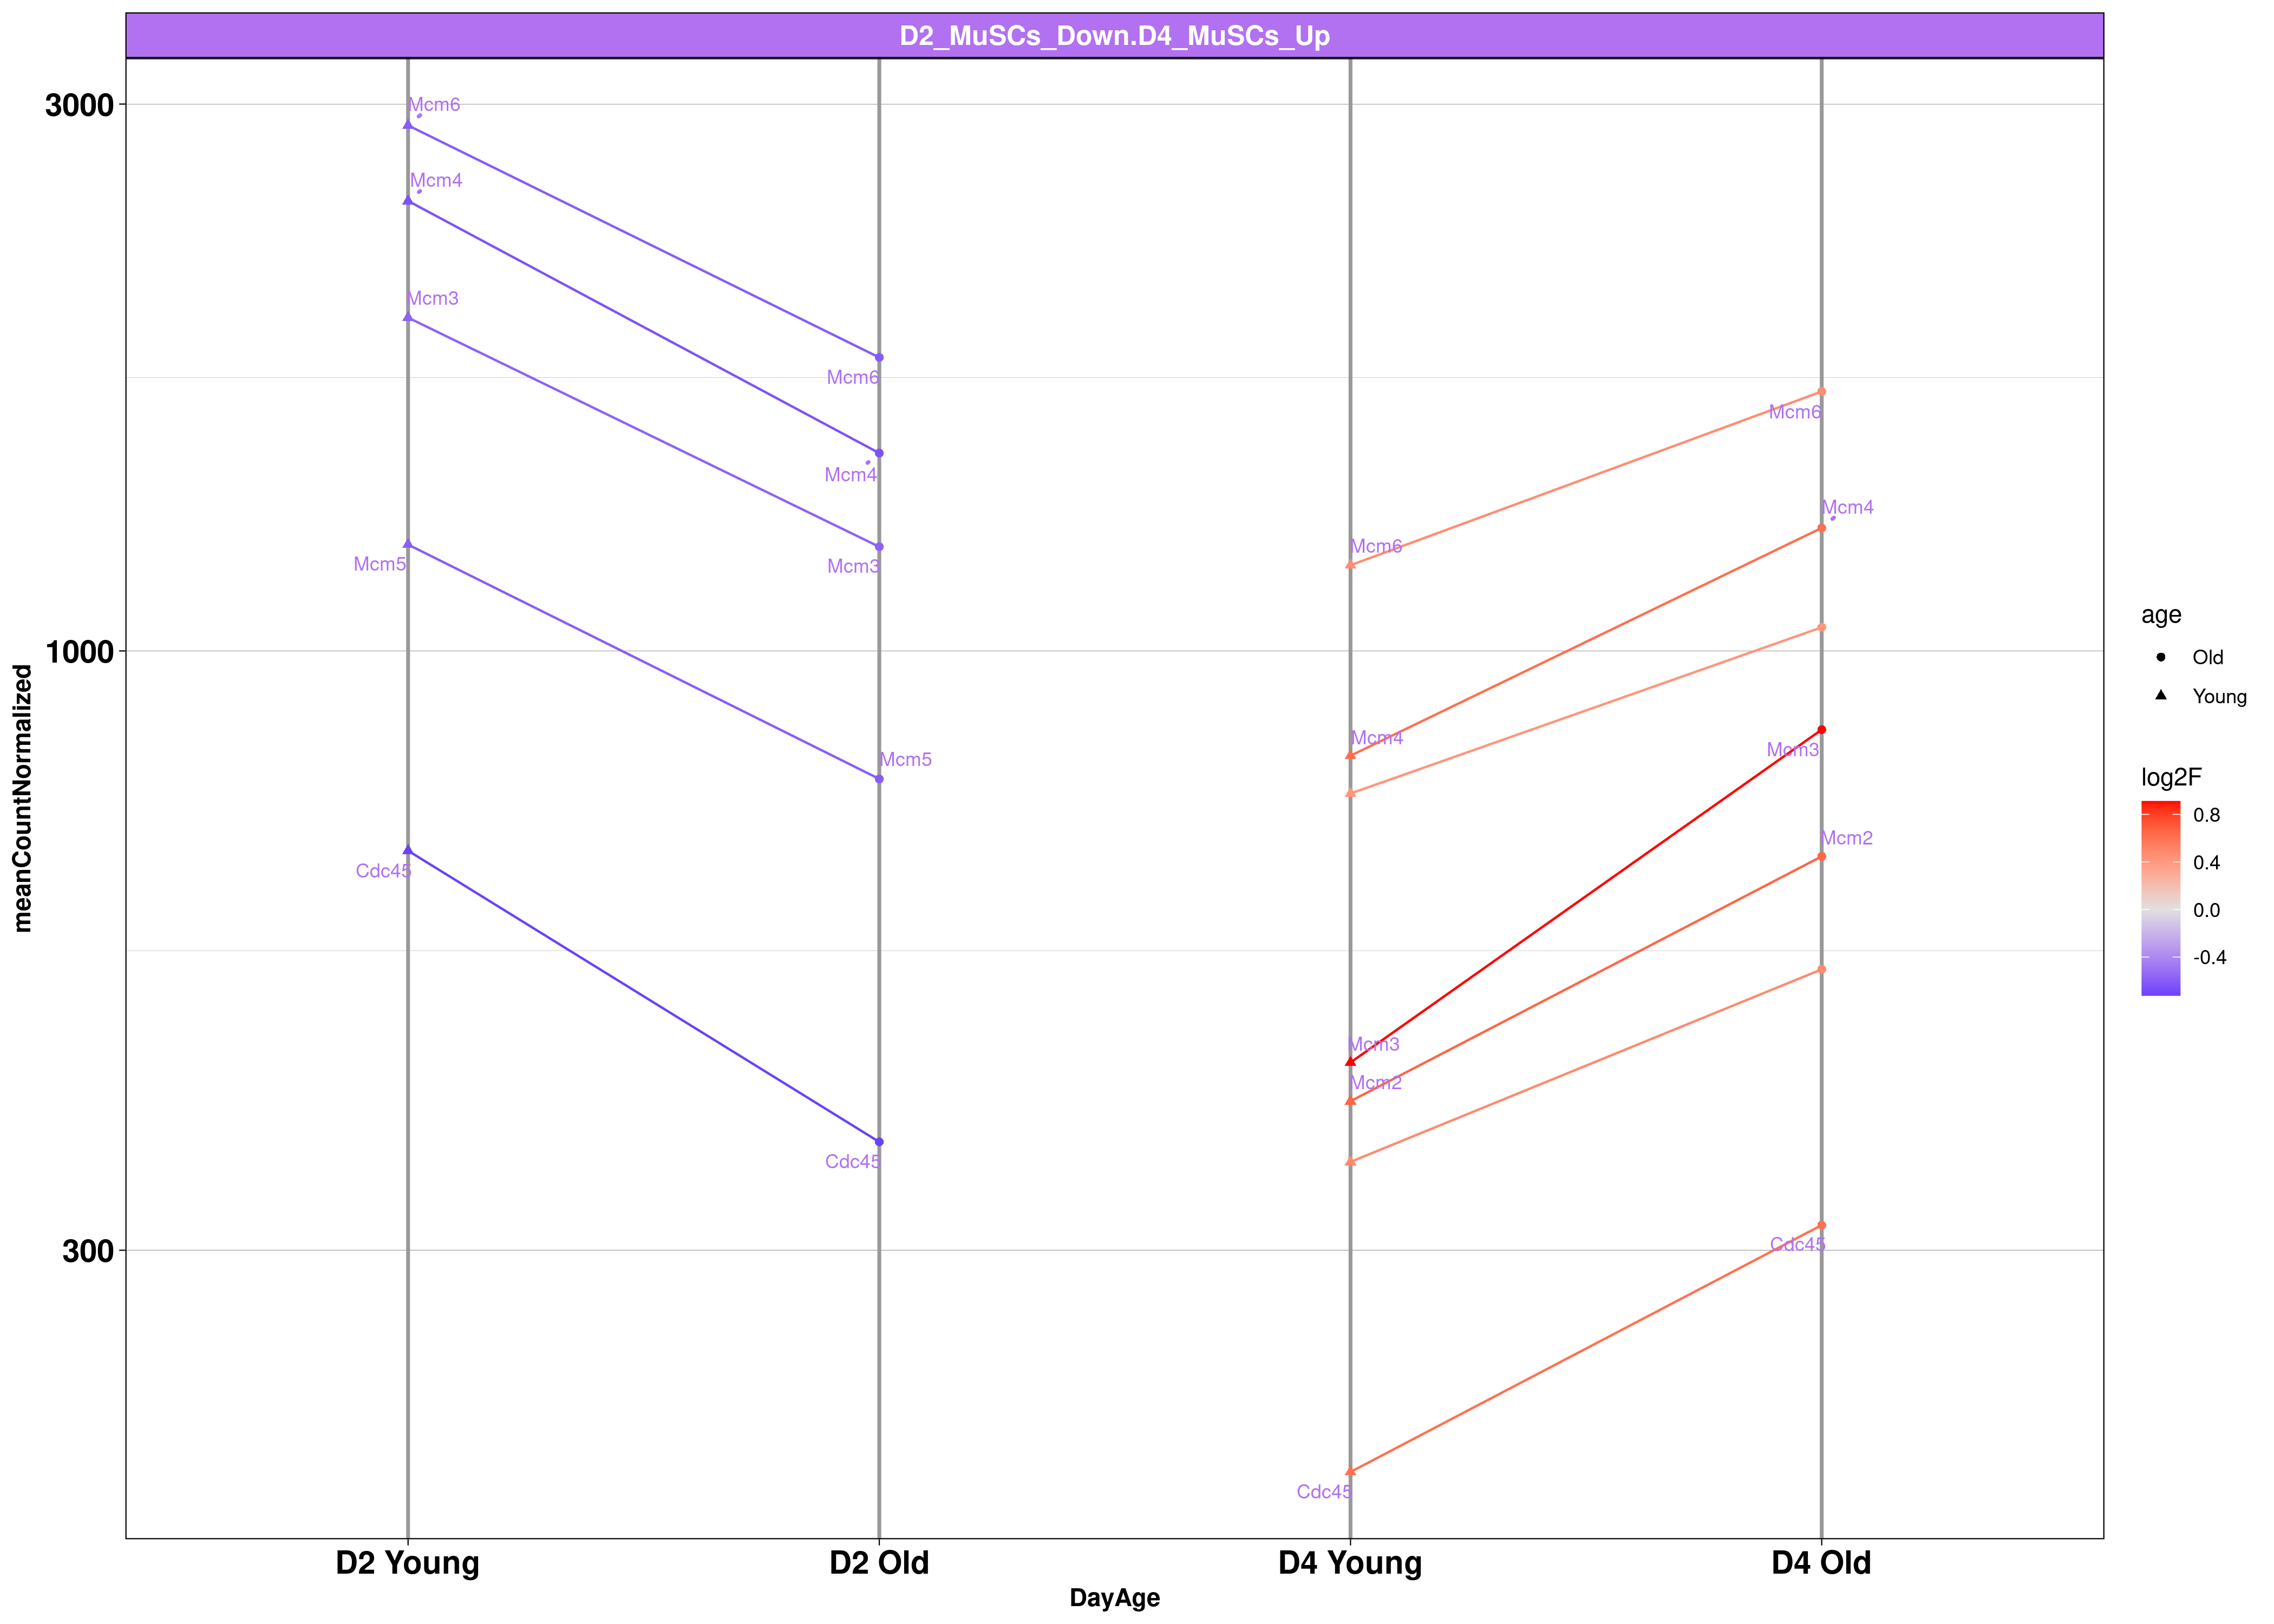 D2_MuSCs_Down.D4_MuSCs_Up
3000
1000
300
meanCountNormalized
Mcm6
Mcm4
Mcm3
Mcm5
Cdc45
Mcm6
Mcm4
Mcm3
Mcm5
Cdc45
Mcm6
Mcm4
Mcm3
Mcm2
Cdc45
Mcm6
Mcm4
Mcm3
Mcm2
Cdc45
D2 Young
D2 Old
D4 Young
D4 Old
DayAge
age
Old
Young
log2F
0.8
0.4
0.0
-0.4